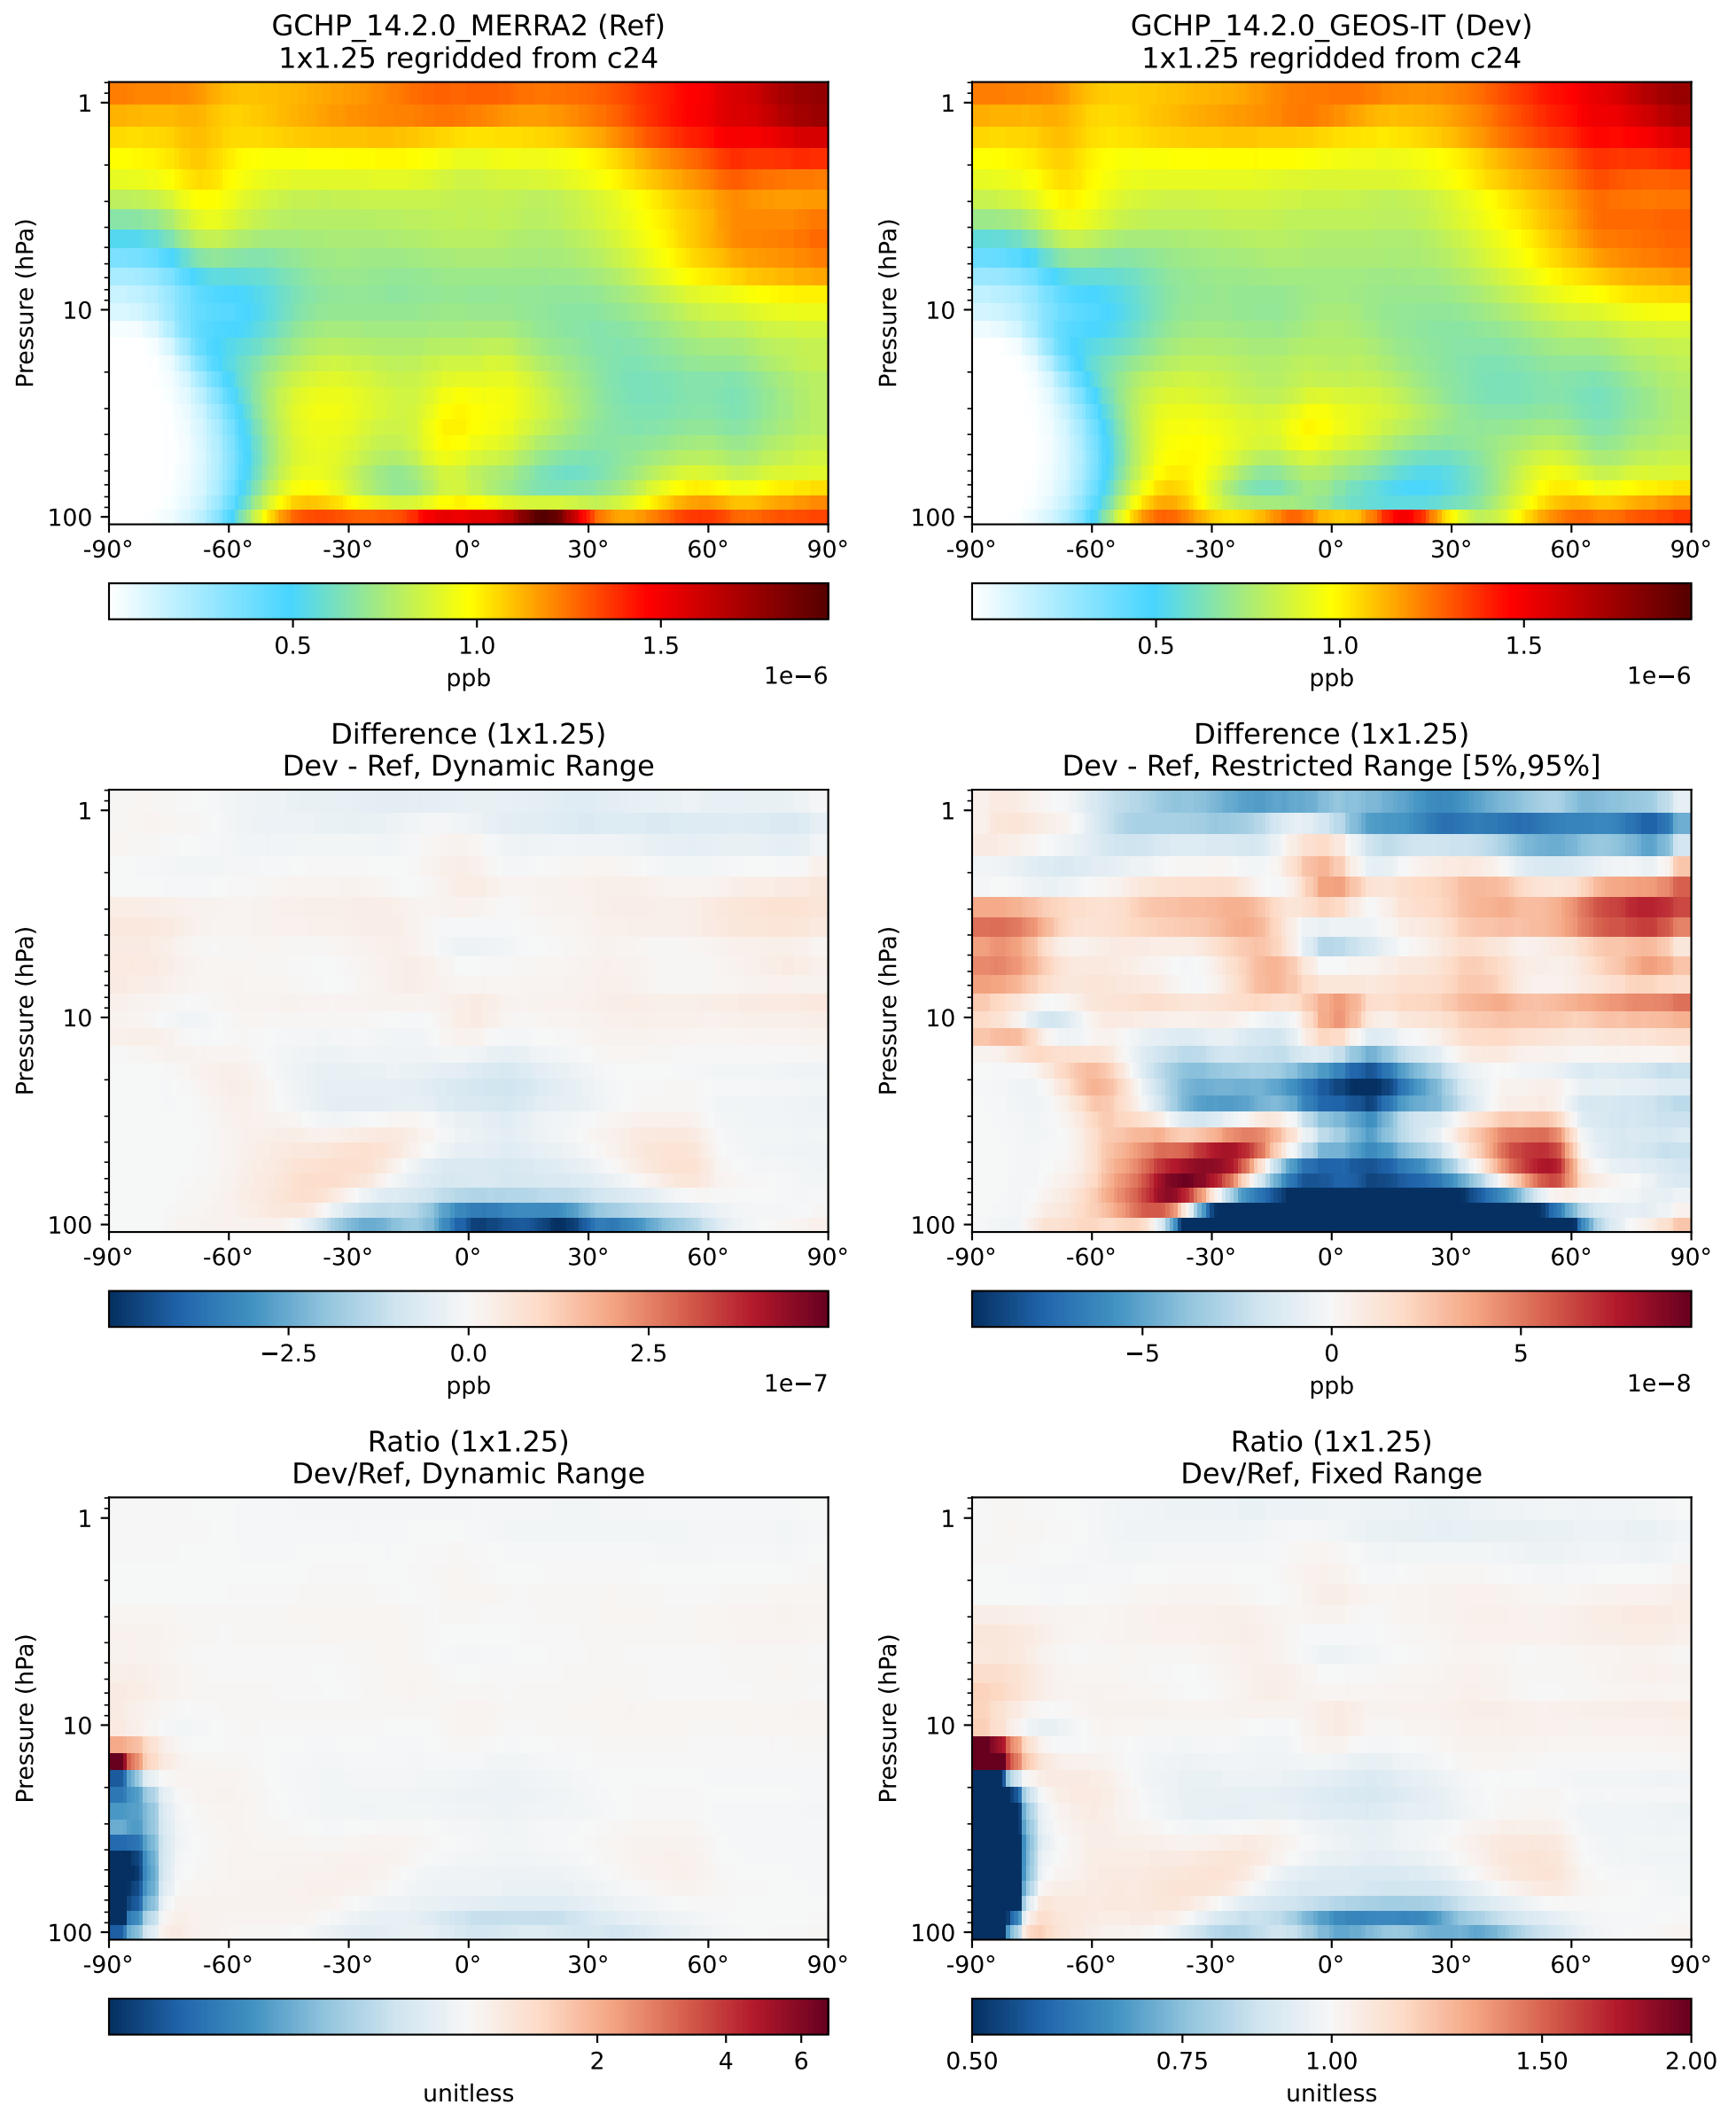 GCHP_14.2.0_MERRA2 (Ref)
1x1.25 regridded from c24
Pressure (hPa)
1
10
100
-90° -60° -30° 0° 30° 60° 90°
0.5 1.0 1.5
ppb
1e−6
GCHP_14.2.0_GEOS-IT (Dev)
1x1.25 regridded from c24
Pressure (hPa)
1
10
100
-90° -60° -30° 0° 30° 60° 90°
0.5 1.0 1.5
ppb
1e−6
Difference (1x1.25)
Dev - Ref, Dynamic Range
Pressure (hPa)
1
10
100
-90° -60° -30° 0° 30° 60° 90°
−2.5 0.0 2.5
ppb
1e−7
Difference (1x1.25)
Dev - Ref, Restricted Range [5%,95%]
Pressure (hPa)
1
10
100
-90° -60° -30° 0° 30° 60° 90°
−5 0 5
ppb
1e−8
Ratio (1x1.25)
Dev/Ref, Dynamic Range
Pressure (hPa)
1
10
100
-90° -60° -30° 0° 30° 60° 90°
2 4 6
unitless
Ratio (1x1.25)
Dev/Ref, Fixed Range
Pressure (hPa)
1
10
100
-90° -60° -30° 0° 30° 60° 90°
0.50 0.75 1.00 1.50 2.00
unitless